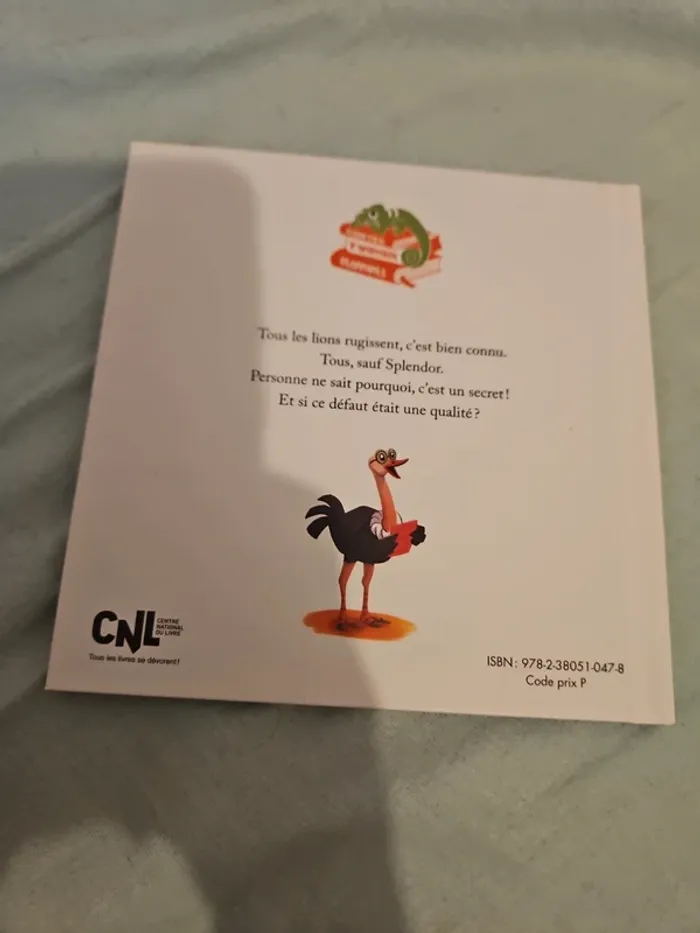 Tous les lions rugissent, c'est bien connu.
Tous, sauf Splendor.
Personne ne sait pourquoi, c'est un secret !
Et si ce défaut était une qualité ?
CNL
CENTRE
NATIONAL
DU LIVRE
Tous les livres se dévorent !
ISBN : 978-2-38051-047-8
Code prix P